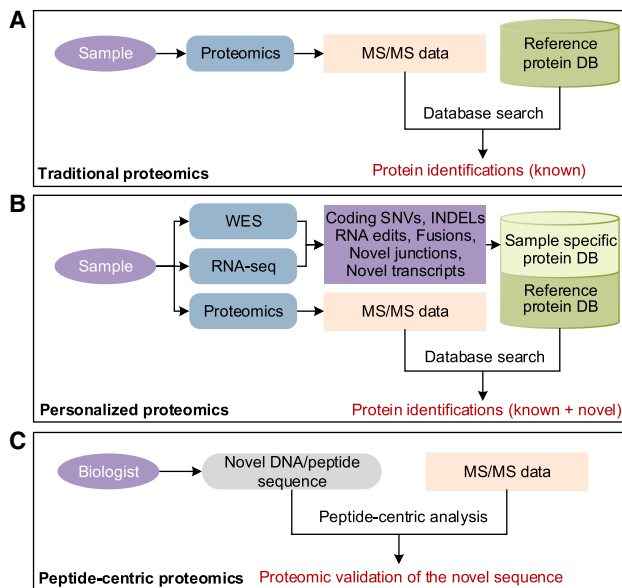 A
Sample
Proteomics
MS/MS data
Reference
protein DB
Database search
Protein identifications (known)
Traditional proteomics
B
WES
Coding SNVs, INDELs
RNA edits, Fusions,
Novel junctions,
Novel transcripts
Sample specific
protein DB
Sample
RNA-seq
Reference
protein DB
Proteomics
MS/MS data
Database search
Protein identifications (known + novel)
Personalized proteomics
C
Biologist
Novel DNA/peptide
sequence
MS/MS data
Peptide-centric analysis
Peptide-centric proteomics
Proteomic validation of the novel sequence